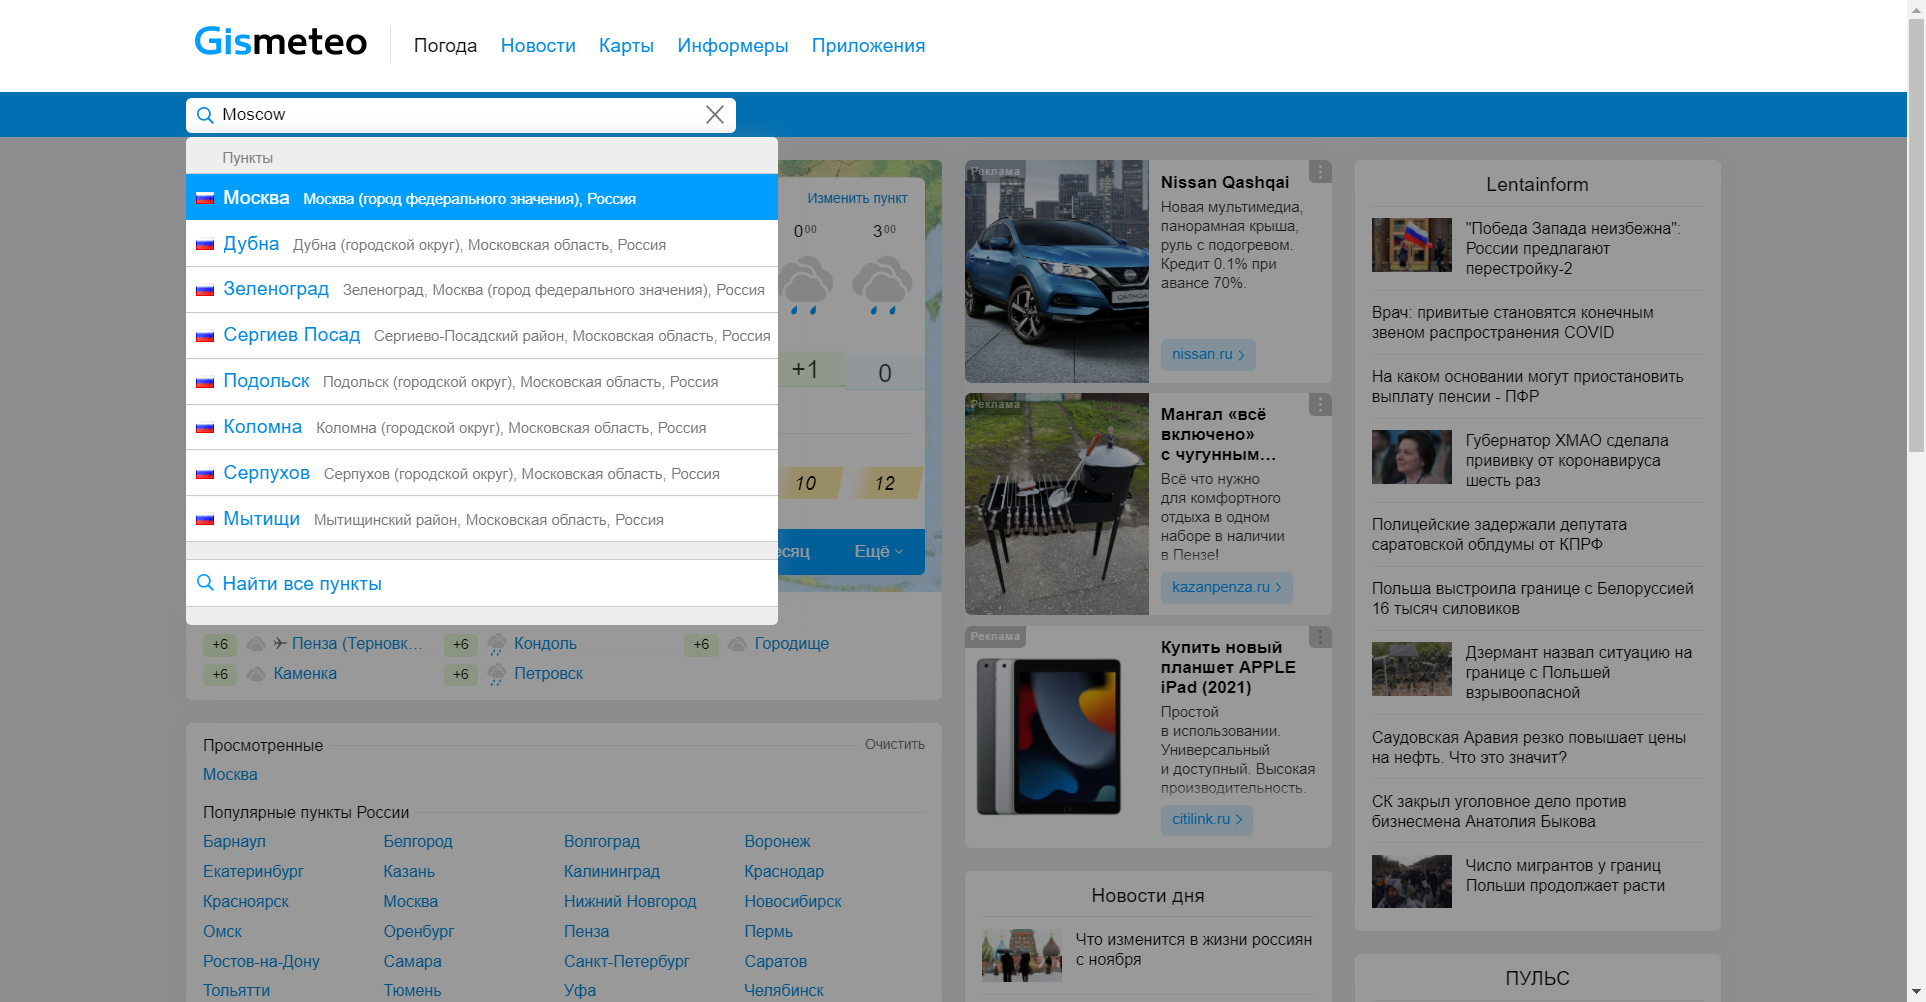 Gismeteo
Погода
Новости
Карты
Информеры
Приложения
Moscow
Пункты
Москва Москва (город федерального значения), Россия
Дубна Дубна (городской округ), Московская область, Россия
Зеленоград Зеленоград, Москва (город федерального значения), Россия
Сергиев Посад Сергиево-Посадский район, Московская область, Россия
Подольск Подольск (городской округ), Московская область, Россия
Коломна Коломна (городской округ), Московская область, Россия
Серпухов Серпухов (городской округ), Московская область, Россия
Мытищи Мытищинский район, Московская область, Россия
Найти все пункты
Изменить пункт
0 00 3 00
+1 0
10 12
Ещё
+6 Пенза (Терновк...
+6 Кондоль
+6 Городище
+6 Каменка
+6 Петровск
Просмотренные
Очистить
Москва
Популярные пункты России
Барнаул Белгород Волгоград Воронеж
Екатеринбург Казань Калининград Краснодар
Красноярск Москва Нижний Новгород Новосибирск
Омск Оренбург Пенза Пермь
Ростов-на-Дону Самара Санкт-Петербург Саратов
Тольятти Тюмень Уфа Челябинск
Реклама
Nissan Qashqai
Новая мультимедиа,
панорамная крыша,
руль с подогревом.
Кредит 0.1% при
авансе 70%.
nissan.ru
Реклама
Мангал «всё
включено»
с чугунным...
Всё что нужно
для комфортного
отдыха в одном
наборе в наличии
в Пензе!
kazanpenza.ru
Реклама
Купить новый
планшет APPLE
iPad (2021)
Простой
в использовании.
Универсальный
и доступный. Высокая
производительность.
citilink.ru
Новости дня
Что изменится в жизни россиян
с ноября
Lentainform
"Победа Запада неизбежна":
России предлагают
перестройку-2
Врач: привитые становятся конечным
звеном распространения COVID
На каком основании могут приостановить
выплату пенсии - ПФР
Губернатор ХМАО сделала
прививку от коронавируса
шесть раз
Полицейские задержали депутата
саратовской облдумы от КПРФ
Польша выстроила границе с Белоруссией
16 тысяч силовиков
Дзермант назвал ситуацию на
границе с Польшей
взрывоопасной
Саудовская Аравия резко повышает цены
на нефть. Что это значит?
СК закрыл уголовное дело против
бизнесмена Анатолия Быкова
Число мигрантов у границ
Польши продолжает расти
ПУЛЬС